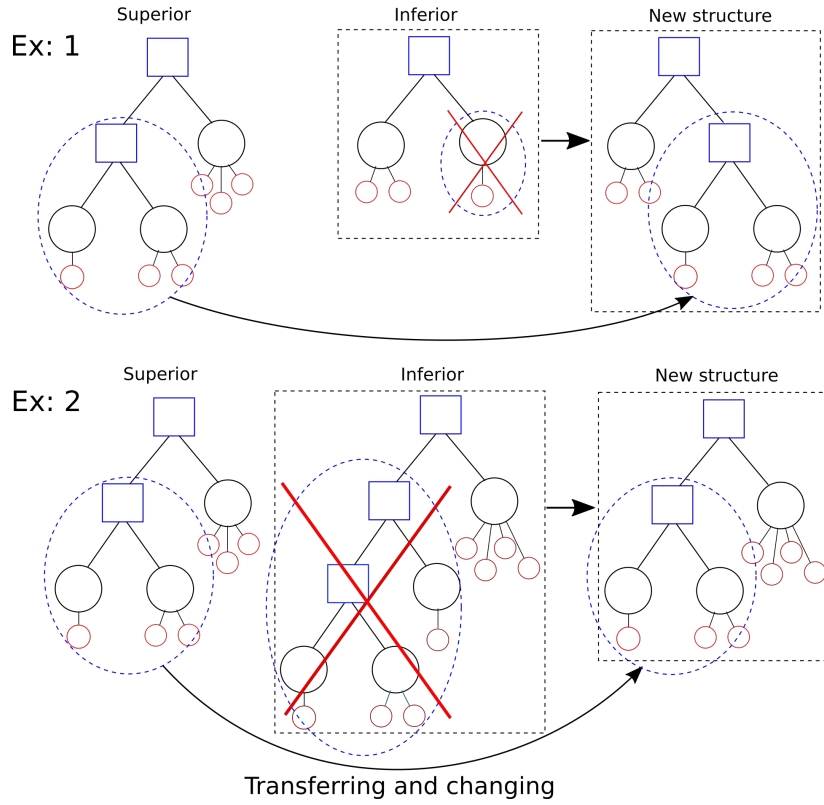 Superior
Inferior
New structure
Ex: 1
Superior
Inferior
New structure
Ex: 2
Transferring and changing